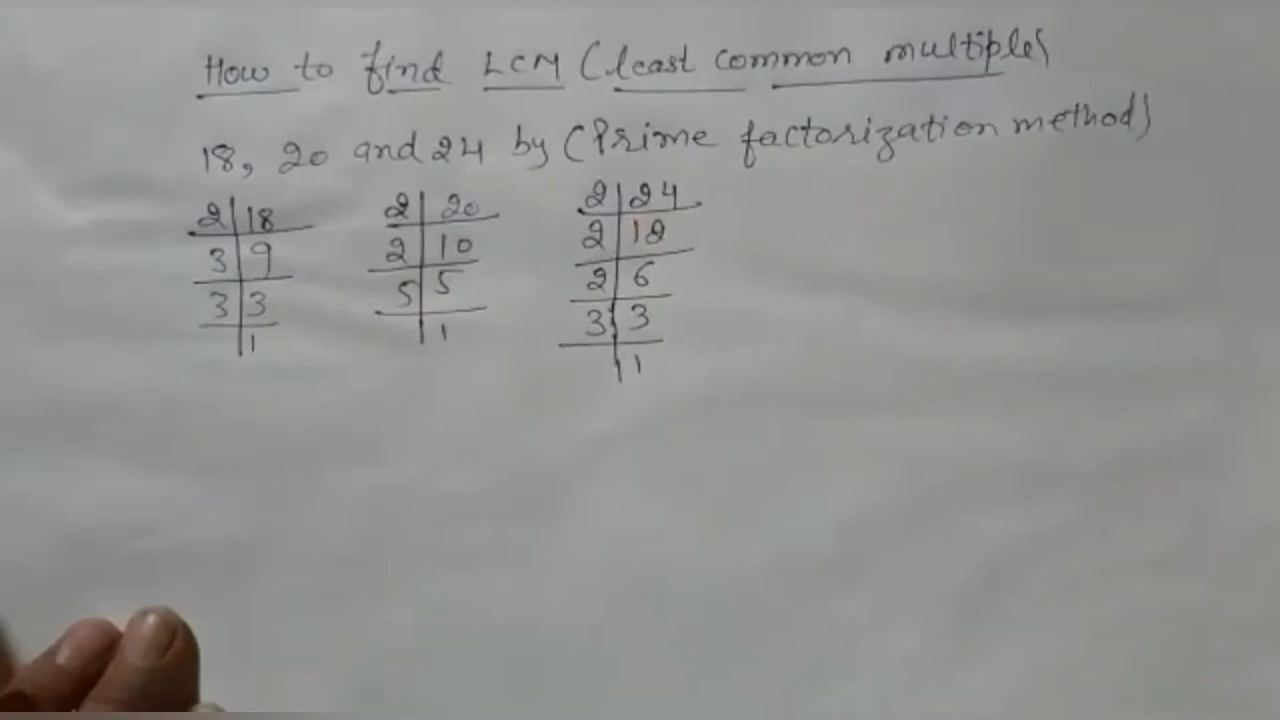 How to find LCM (least common multiples
18, 20 and 24 by (Prime factorization method)
2 | 18
3 | 9
3 | 3
1
2 | 20
2 | 10
5 | 5
1
2 | 24
2 | 12
2 | 6
3 | 3
1